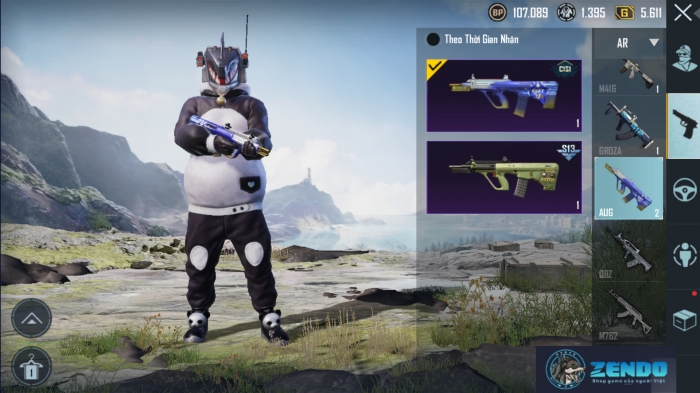 BP 107.089 AG 1.395 G 5.611
Theo Thời Gian Nhận
AR
C1S1
1
S13
1
M416
1
GROZA
1
AUG
2
QBZ
M762
ZENDO
Shop game của người Việt